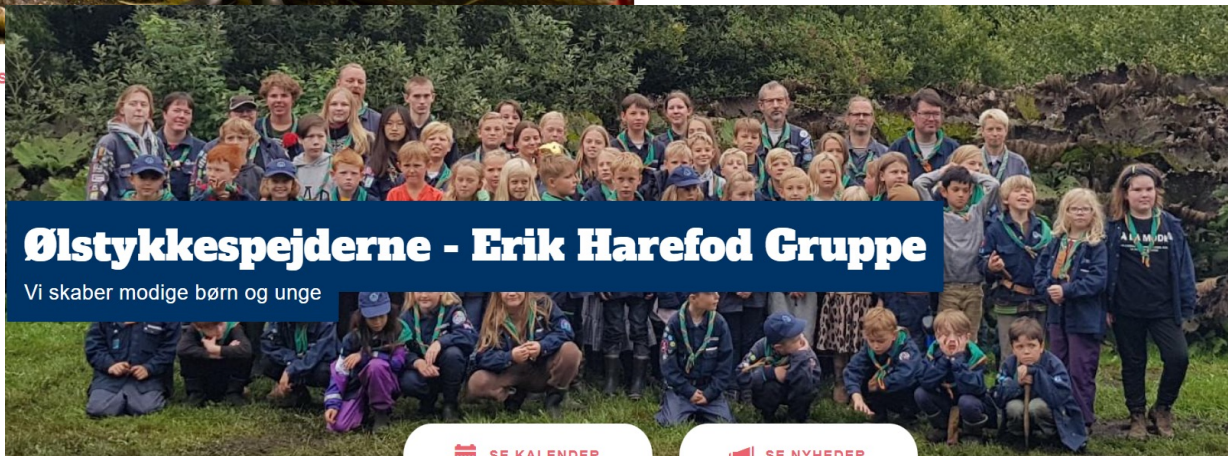 Ølstykkespejderne - Erik Harefod Gruppe
Vi skaber modige børn og unge
SE KALENDER
SE NYHEDER